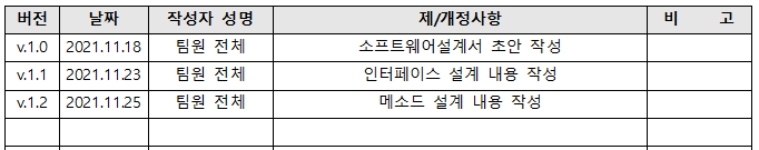 버전 날짜 작성자 성명 제/개정사항 비 고
v.1.0 2021.11.18 팀원 전체 소프트웨어설계서 초안 작성
v.1.1 2021.11.23 팀원 전체 인터페이스 설계 내용 작성
v.1.2 2021.11.25 팀원 전체 메소드 설계 내용 작성